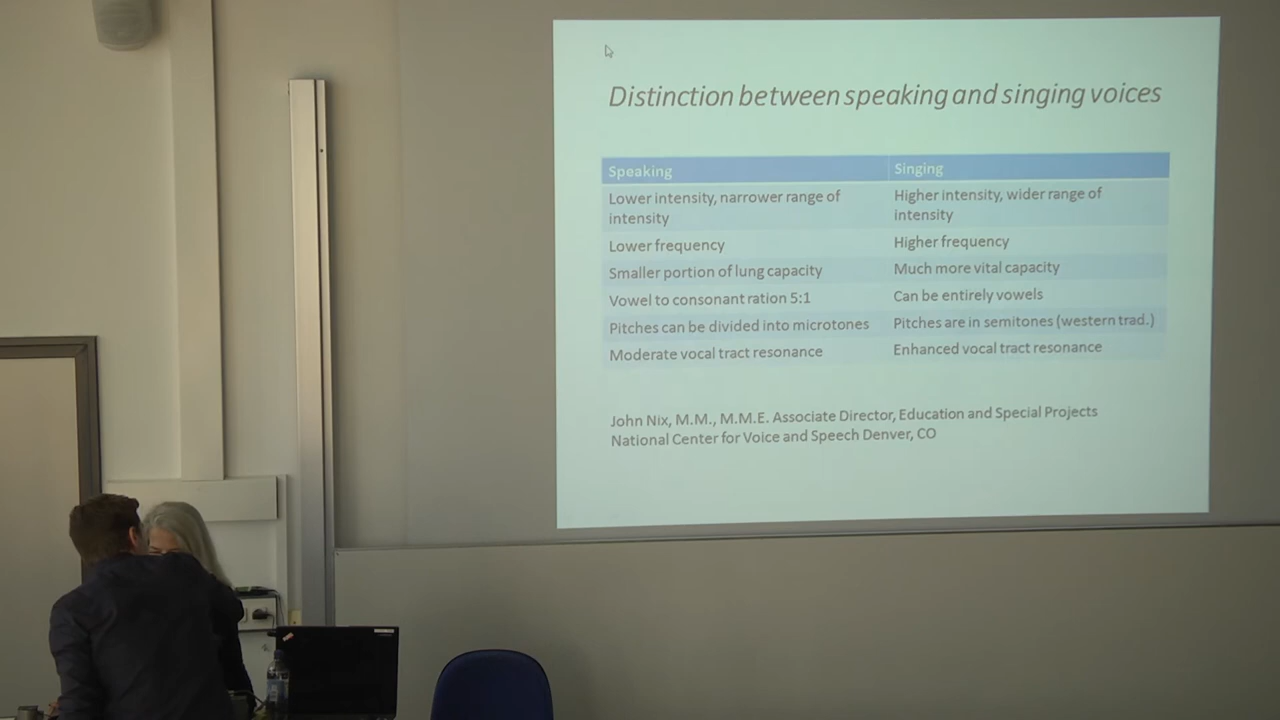 Distinction between speaking and singing voices
Speaking Singing
Lower intensity, narrower range of intensity Higher intensity, wider range of intensity
Lower frequency Higher frequency
Smaller portion of lung capacity Much more vital capacity
Vowel to consonant ration 5:1 Can be entirely vowels
Pitches can be divided into microtones Pitches are in semitones (western trad.)
Moderate vocal tract resonance Enhanced vocal tract resonance
John Nix, M.M., M.M.E. Associate Director, Education and Special Projects
National Center for Voice and Speech Denver, CO